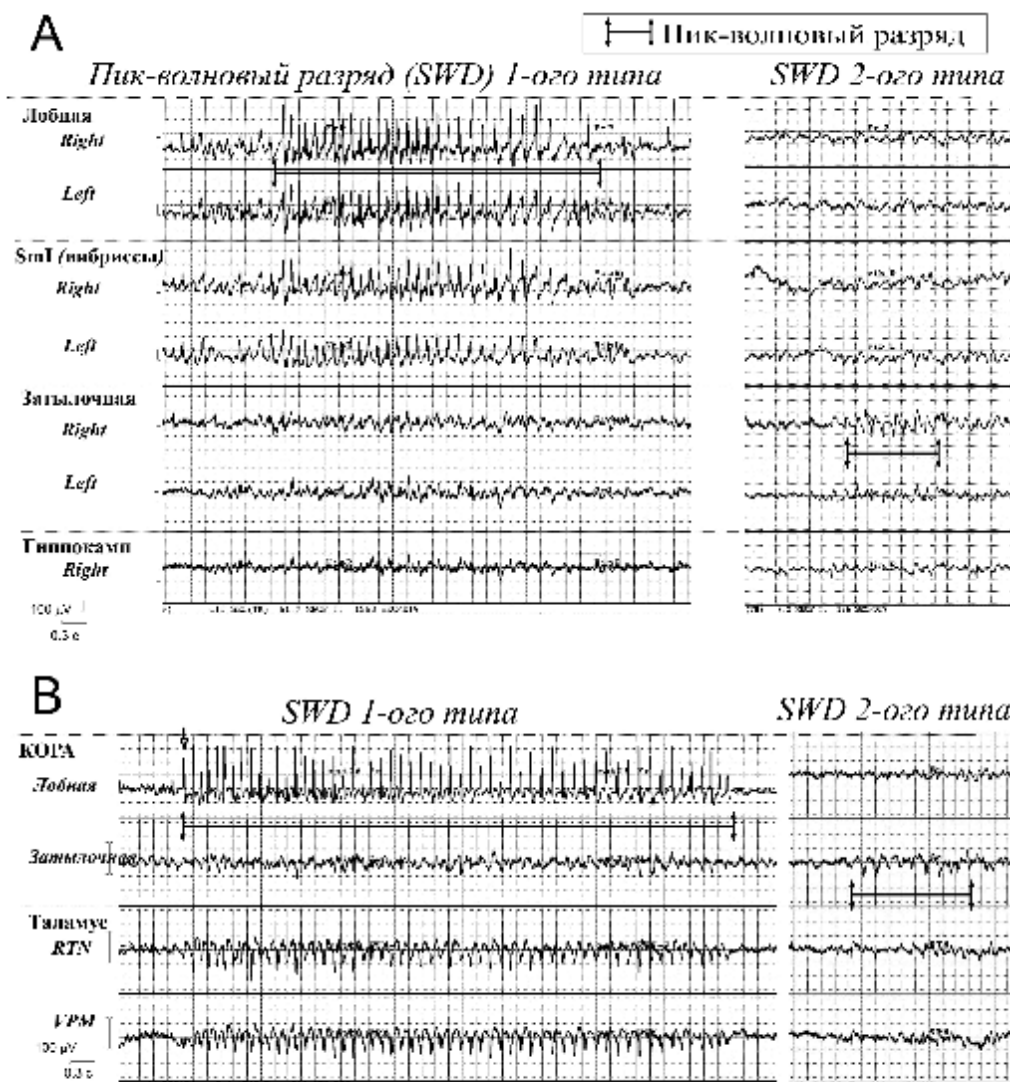 A
Пик-волновый разряд
Пик-волновый разряд (SWD) 1-ого типа
SWD 2-ого типа
Лобная
Right
Left
SmI (вибриссы)
Right
Left
Затылочная
Right
Left
Гиппокамп
Right
100 µV
0.3 с
B
SWD 1-ого типа
SWD 2-ого типа
КОРА
Лобная
Затылочная
Таламус
RTN
VPM
100 µV
0.3 с